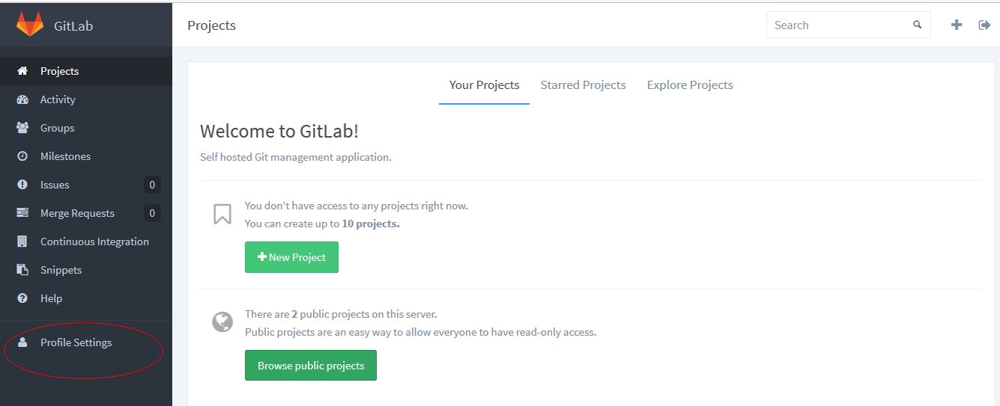 GitLab
Projects
Search
Projects
Activity
Groups
Milestones
Issues 0
Merge Requests 0
Continuous Integration
Snippets
Help
Profile Settings
Your Projects Starred Projects Explore Projects
Welcome to GitLab!
Self hosted Git management application.
You don't have access to any projects right now.
You can create up to 10 projects.
New Project
There are 2 public projects on this server.
Public projects are an easy way to allow everyone to have read-only access.
Browse public projects